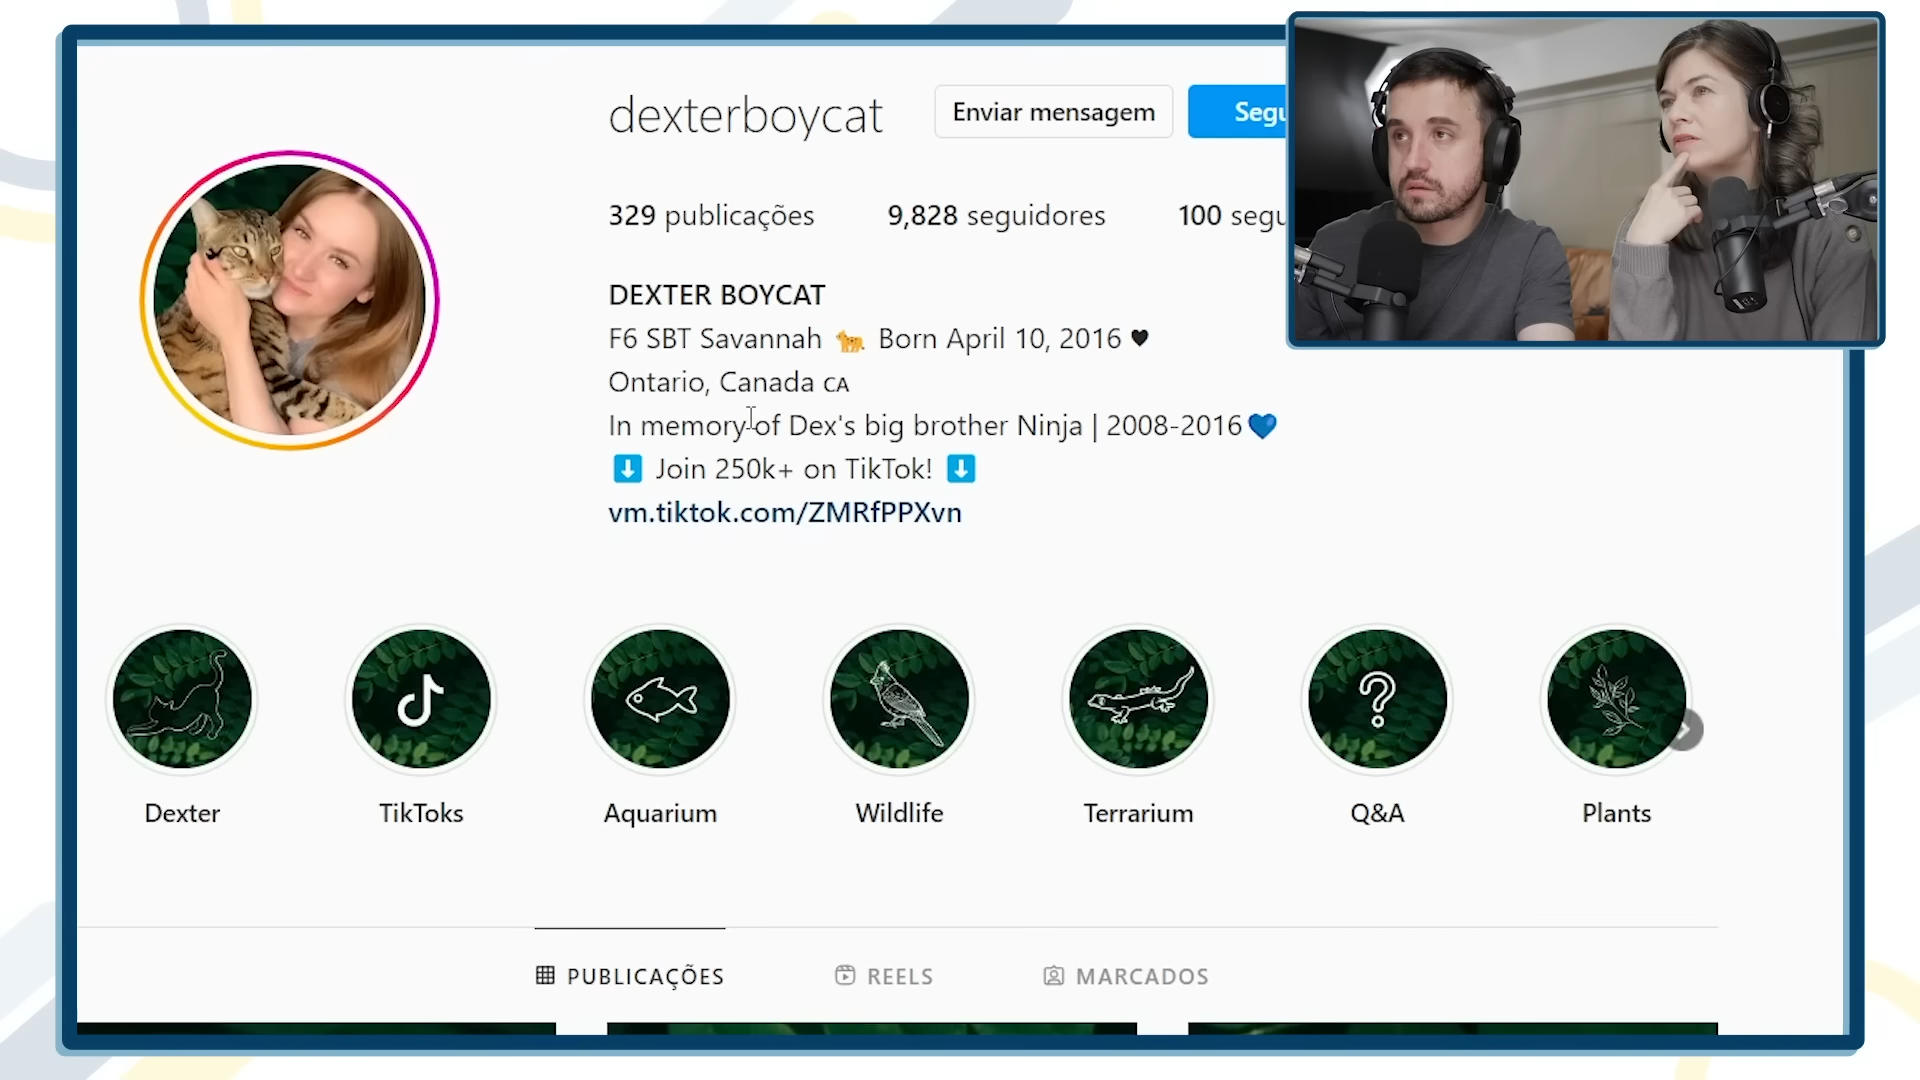 dexterboycat
Enviar mensagem
329 publicações
9,828 seguidores
100
DEXTER BOYCAT
F6 SBT Savannah 🐆 Born April 10, 2016 ♥
Ontario, Canada CA
In memory of Dex's big brother Ninja | 2008-2016💙
⬇️ Join 250k+ on TikTok! ⬇️
vm.tiktok.com/ZMRfPPXvn
Dexter
TikToks
Aquarium
Wildlife
Terrarium
Q&A
Plants
PUBLICAÇÕES
REELS
MARCADOS